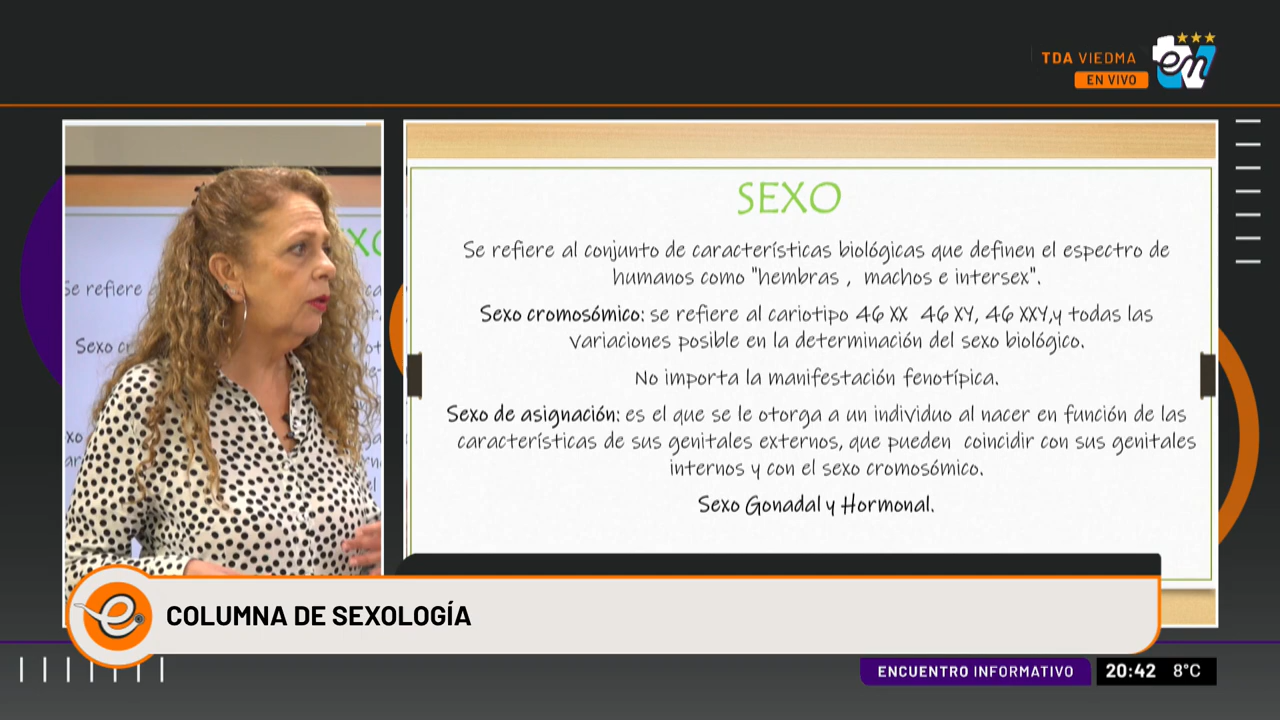 TDA VIEDMA
EN VIVO
en
SEXO
Se refiere al conjunto de características biológicas que definen el espectro de
humanos como "hembras , machos e intersex".
Sexo cromosómico: se refiere al cariotipo 46 XX 46 XY, 46 XXY,y todas las
variaciones posible en la determinación del sexo biológico.
No importa la manifestación fenotípica.
Sexo de asignación: es el que se le otorga a un individuo al nacer en función de las
características de sus genitales externos, que pueden coincidir con sus genitales
internos y con el sexo cromosómico.
Sexo Gonadal y Hormonal.
Se refiere
e
COLUMNA DE SEXOLOGÍA
ENCUENTRO INFORMATIVO
20:42 8°C